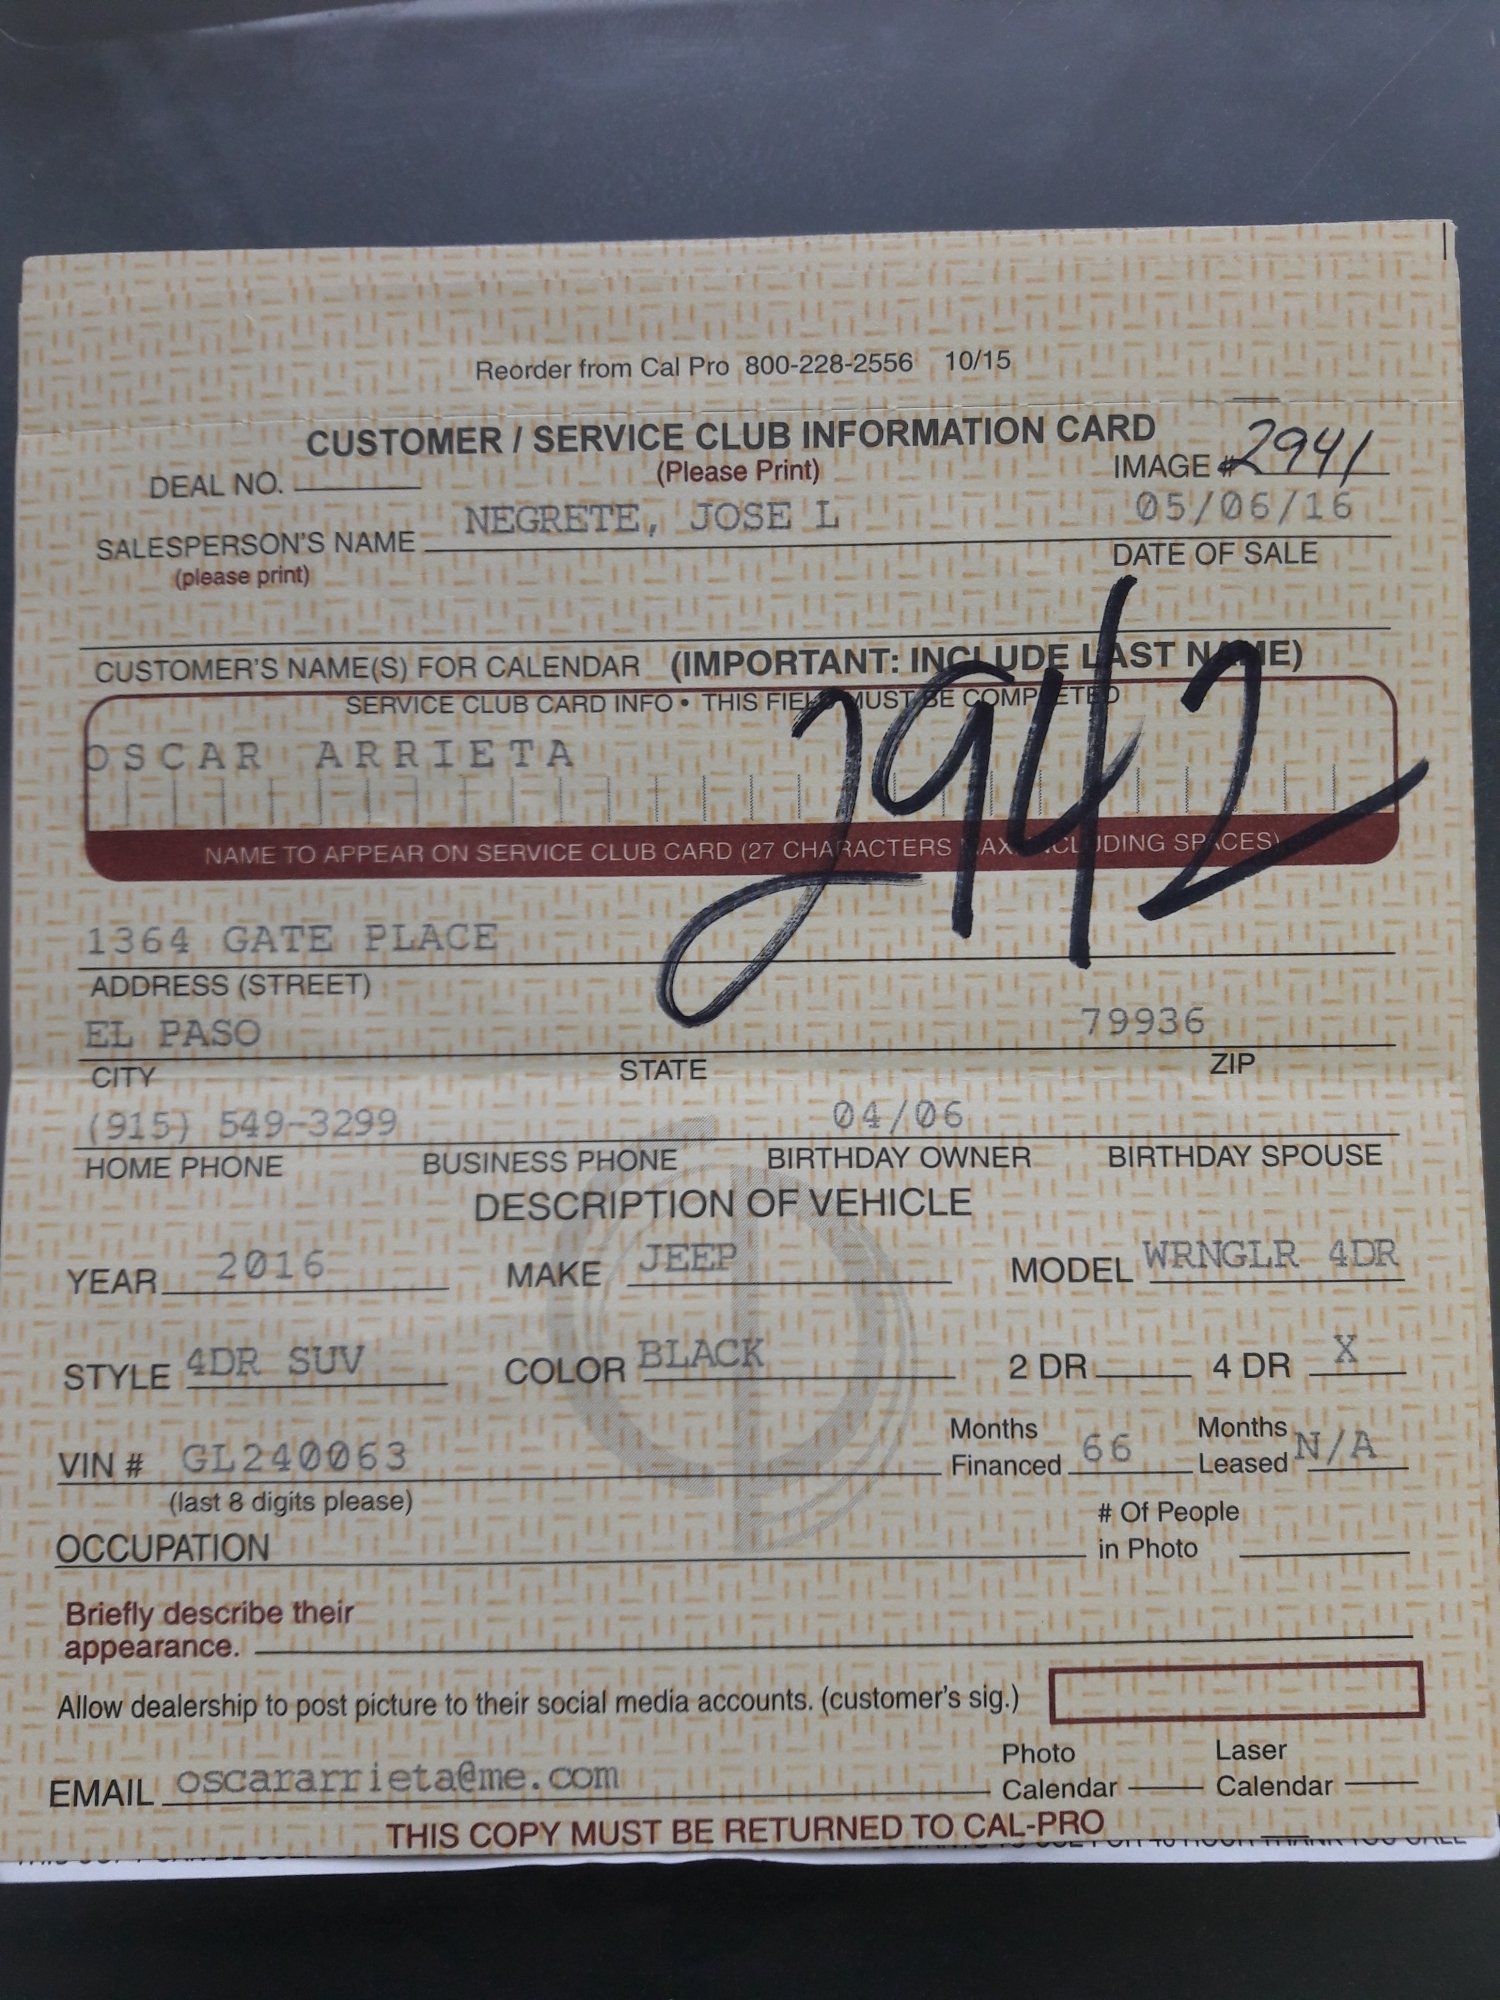 Reorder from Cal Pro 800-228-2556 10/15
CUSTOMER / SERVICE CLUB INFORMATION CARD
DEAL NO. (Please Print) IMAGE # 2941
NEGRETE, JOSE L 05/06/16
SALESPERSON'S NAME DATE OF SALE
(please print)
CUSTOMER'S NAME(S) FOR CALENDAR (IMPORTANT: INCLUDE LAST NAME)
SERVICE CLUB CARD INFO • THIS FIELD MUST BE COMPLETED
OSCAR ARRIETA
2942
NAME TO APPEAR ON SERVICE CLUB CARD (27 CHARACTERS MAX. INCLUDING SPACES)
1364 GATE PLACE
ADDRESS (STREET)
EL PASO 79936
CITY STATE ZIP
(915) 549-3299 04/06
HOME PHONE BUSINESS PHONE BIRTHDAY OWNER BIRTHDAY SPOUSE
DESCRIPTION OF VEHICLE
YEAR 2016 MAKE JEEP MODEL WRNGLR 4DR
STYLE 4DR SUV COLOR BLACK 2 DR 4 DR X
VIN # GL240063 Months Financed 66 Months Leased N/A
(last 8 digits please)
OCCUPATION # Of People in Photo
Briefly describe their
appearance.
Allow dealership to post picture to their social media accounts. (customer's sig.)
EMAIL oscararrieta@me.com Photo Calendar Laser Calendar
THIS COPY MUST BE RETURNED TO CAL-PRO